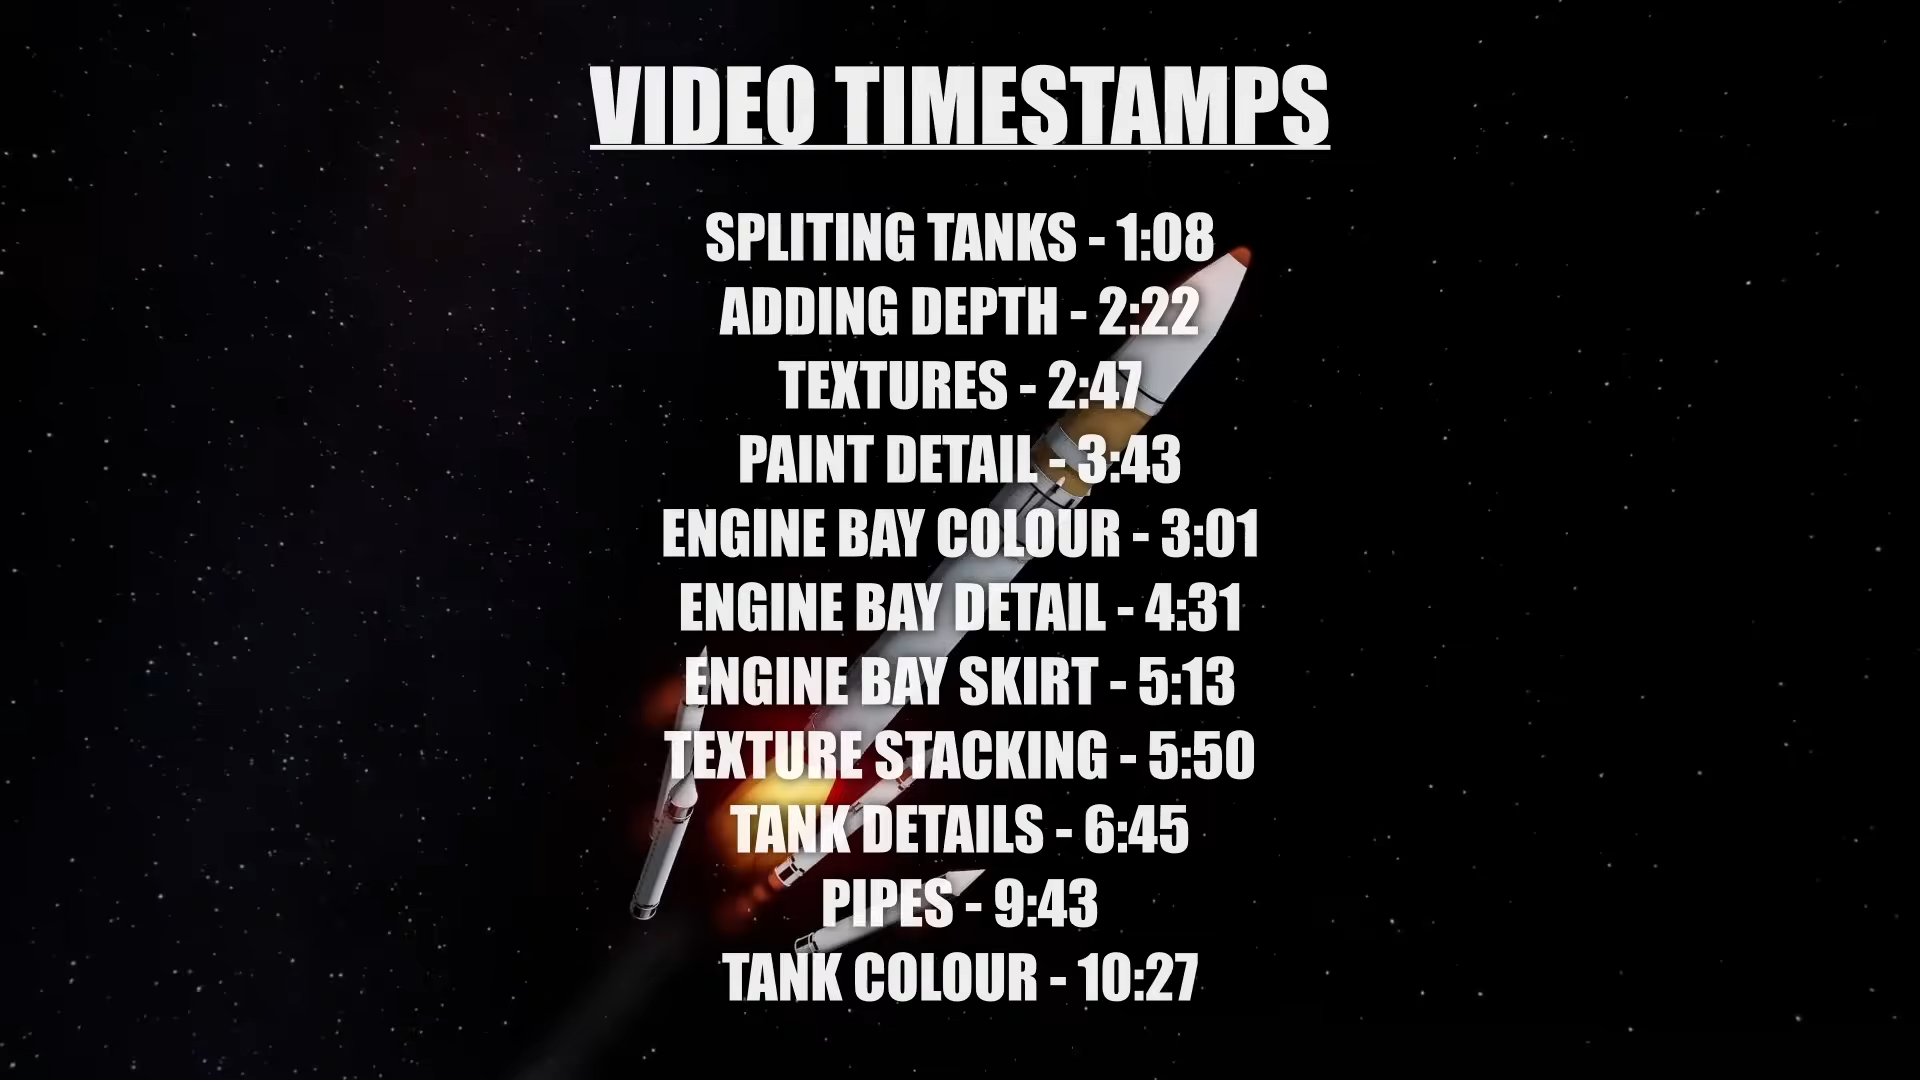 VIDEO TIMESTAMPS
SPLITING TANKS - 1:08
ADDING DEPTH - 2:22
TEXTURES - 2:47
PAINT DETAIL - 3:43
ENGINE BAY COLOUR - 3:01
ENGINE BAY DETAIL - 4:31
ENGINE BAY SKIRT - 5:13
TEXTURE STACKING - 5:50
TANK DETAILS - 6:45
PIPES - 9:43
TANK COLOUR - 10:27